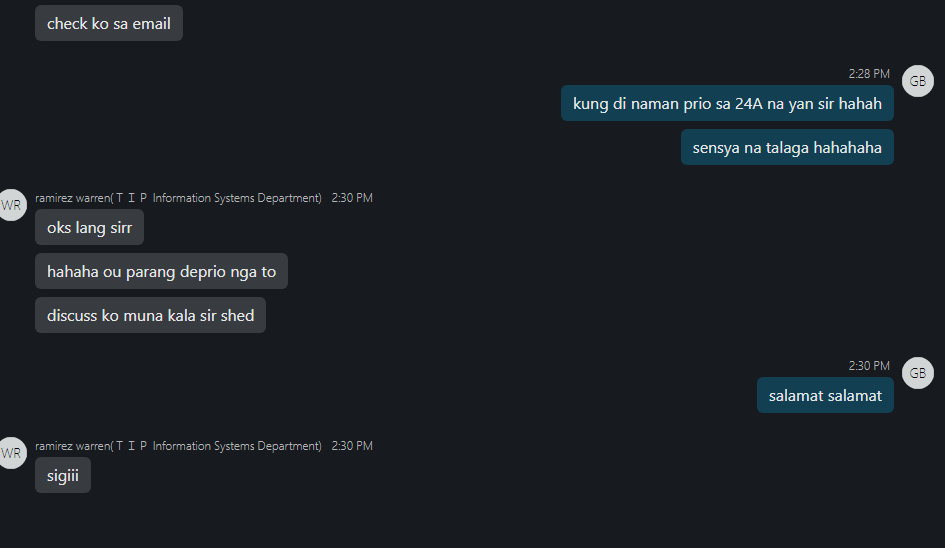 check ko sa email
2:28 PM
GB
kung di naman prio sa 24A na yan sir hahah
sensya na talaga hahahaha
WR
ramirez warren(ＴＩＰ Information Systems Department) 2:30 PM
oks lang sirr
hahaha ou parang deprio nga to
discuss ko muna kala sir shed
2:30 PM
GB
salamat salamat
WR
ramirez warren(ＴＩＰ Information Systems Department) 2:30 PM
sigiii